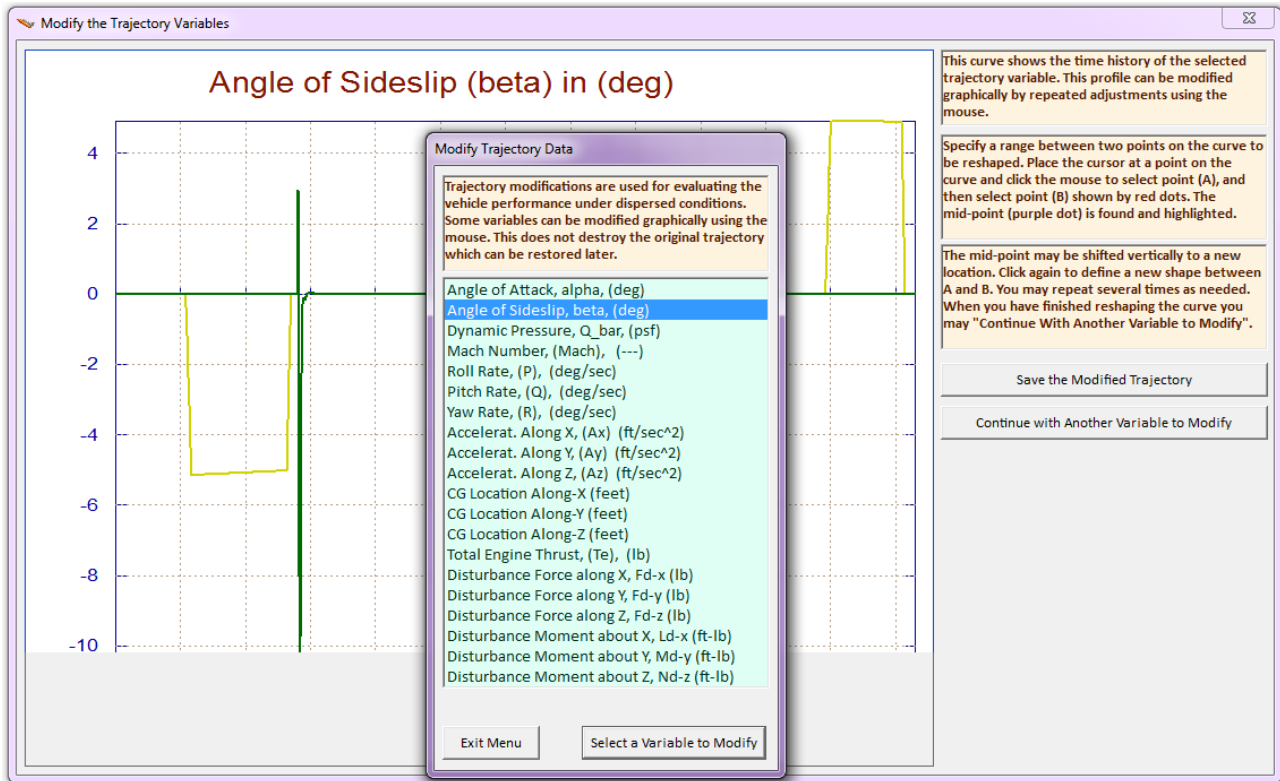 Modify the Trajectory Variables
Angle of Sideslip (beta) in (deg)
4
2
0
-2
-4
-6
-8
-10
Modify Trajectory Data
Trajectory modifications are used for evaluating the
vehicle performance under dispersed conditions.
Some variables can be modified graphically using the
mouse. This does not destroy the original trajectory
which can be restored later.
Angle of Attack, alpha, (deg)
Angle of Sideslip, beta, (deg)
Dynamic Pressure, Q_bar, (psf)
Mach Number, (Mach), (---)
Roll Rate, (P), (deg/sec)
Pitch Rate, (Q), (deg/sec)
Yaw Rate, (R), (deg/sec)
Accelerat. Along X, (Ax) (ft/sec^2)
Accelerat. Along Y, (Ay) (ft/sec^2)
Accelerat. Along Z, (Az) (ft/sec^2)
CG Location Along-X (feet)
CG Location Along-Y (feet)
CG Location Along-Z (feet)
Total Engine Thrust, (Te), (lb)
Disturbance Force along X, Fd-x (lb)
Disturbance Force along Y, Fd-y (lb)
Disturbance Force along Z, Fd-z (lb)
Disturbance Moment about X, Ld-x (ft-lb)
Disturbance Moment about Y, Md-y (ft-lb)
Disturbance Moment about Z, Nd-z (ft-lb)
Exit Menu
Select a Variable to Modify
This curve shows the time history of the selected
trajectory variable. This profile can be modified
graphically by repeated adjustments using the
mouse.
Specify a range between two points on the curve to
be reshaped. Place the cursor at a point on the
curve and click the mouse to select point (A), and
then select point (B) shown by red dots. The
mid-point (purple dot) is found and highlighted.
The mid-point may be shifted vertically to a new
location. Click again to define a new shape between
A and B. You may repeat several times as needed.
When you have finished reshaping the curve you
may "Continue With Another Variable to Modify".
Save the Modified Trajectory
Continue with Another Variable to Modify